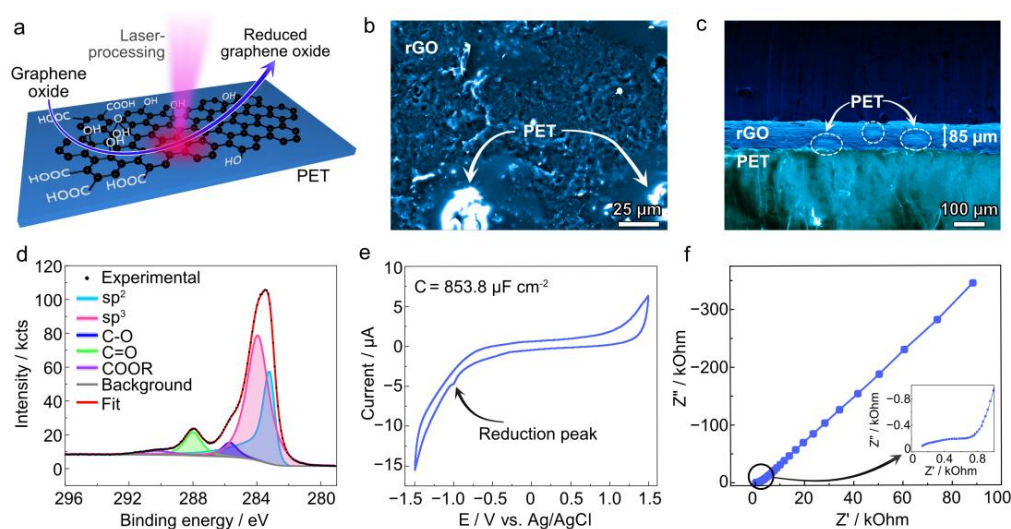 a
Laser-
processing
Reduced
graphene oxide
Graphene
oxide
COOH
OH
OH
OH
HOOC
O
OH
OH
OH
HOOC
HOOC
HOOC
HO
PET
b
rGO
PET
25 µm
c
PET
rGO
85 µm
PET
100 µm
d
Intensity / kcts
120
100
80
60
40
20
0
Experimental
sp²
sp³
C-O
C=O
COOR
Background
Fit
296
292
288
284
280
Binding energy / eV
e
Current / µA
10
5
0
−5
−10
−15
C = 853.8 µF cm⁻²
Reduction peak
−1.5
−1.0
−0.5
0
0.5
1.0
1.5
E / V vs. Ag/AgCl
f
Z'' / kOhm
−300
−200
−100
0
0
20
40
60
80
100
Z' / kOhm
Z'' / kOhm
−0.8
−0.4
−0
0
0.4
0.8
Z' / kOhm